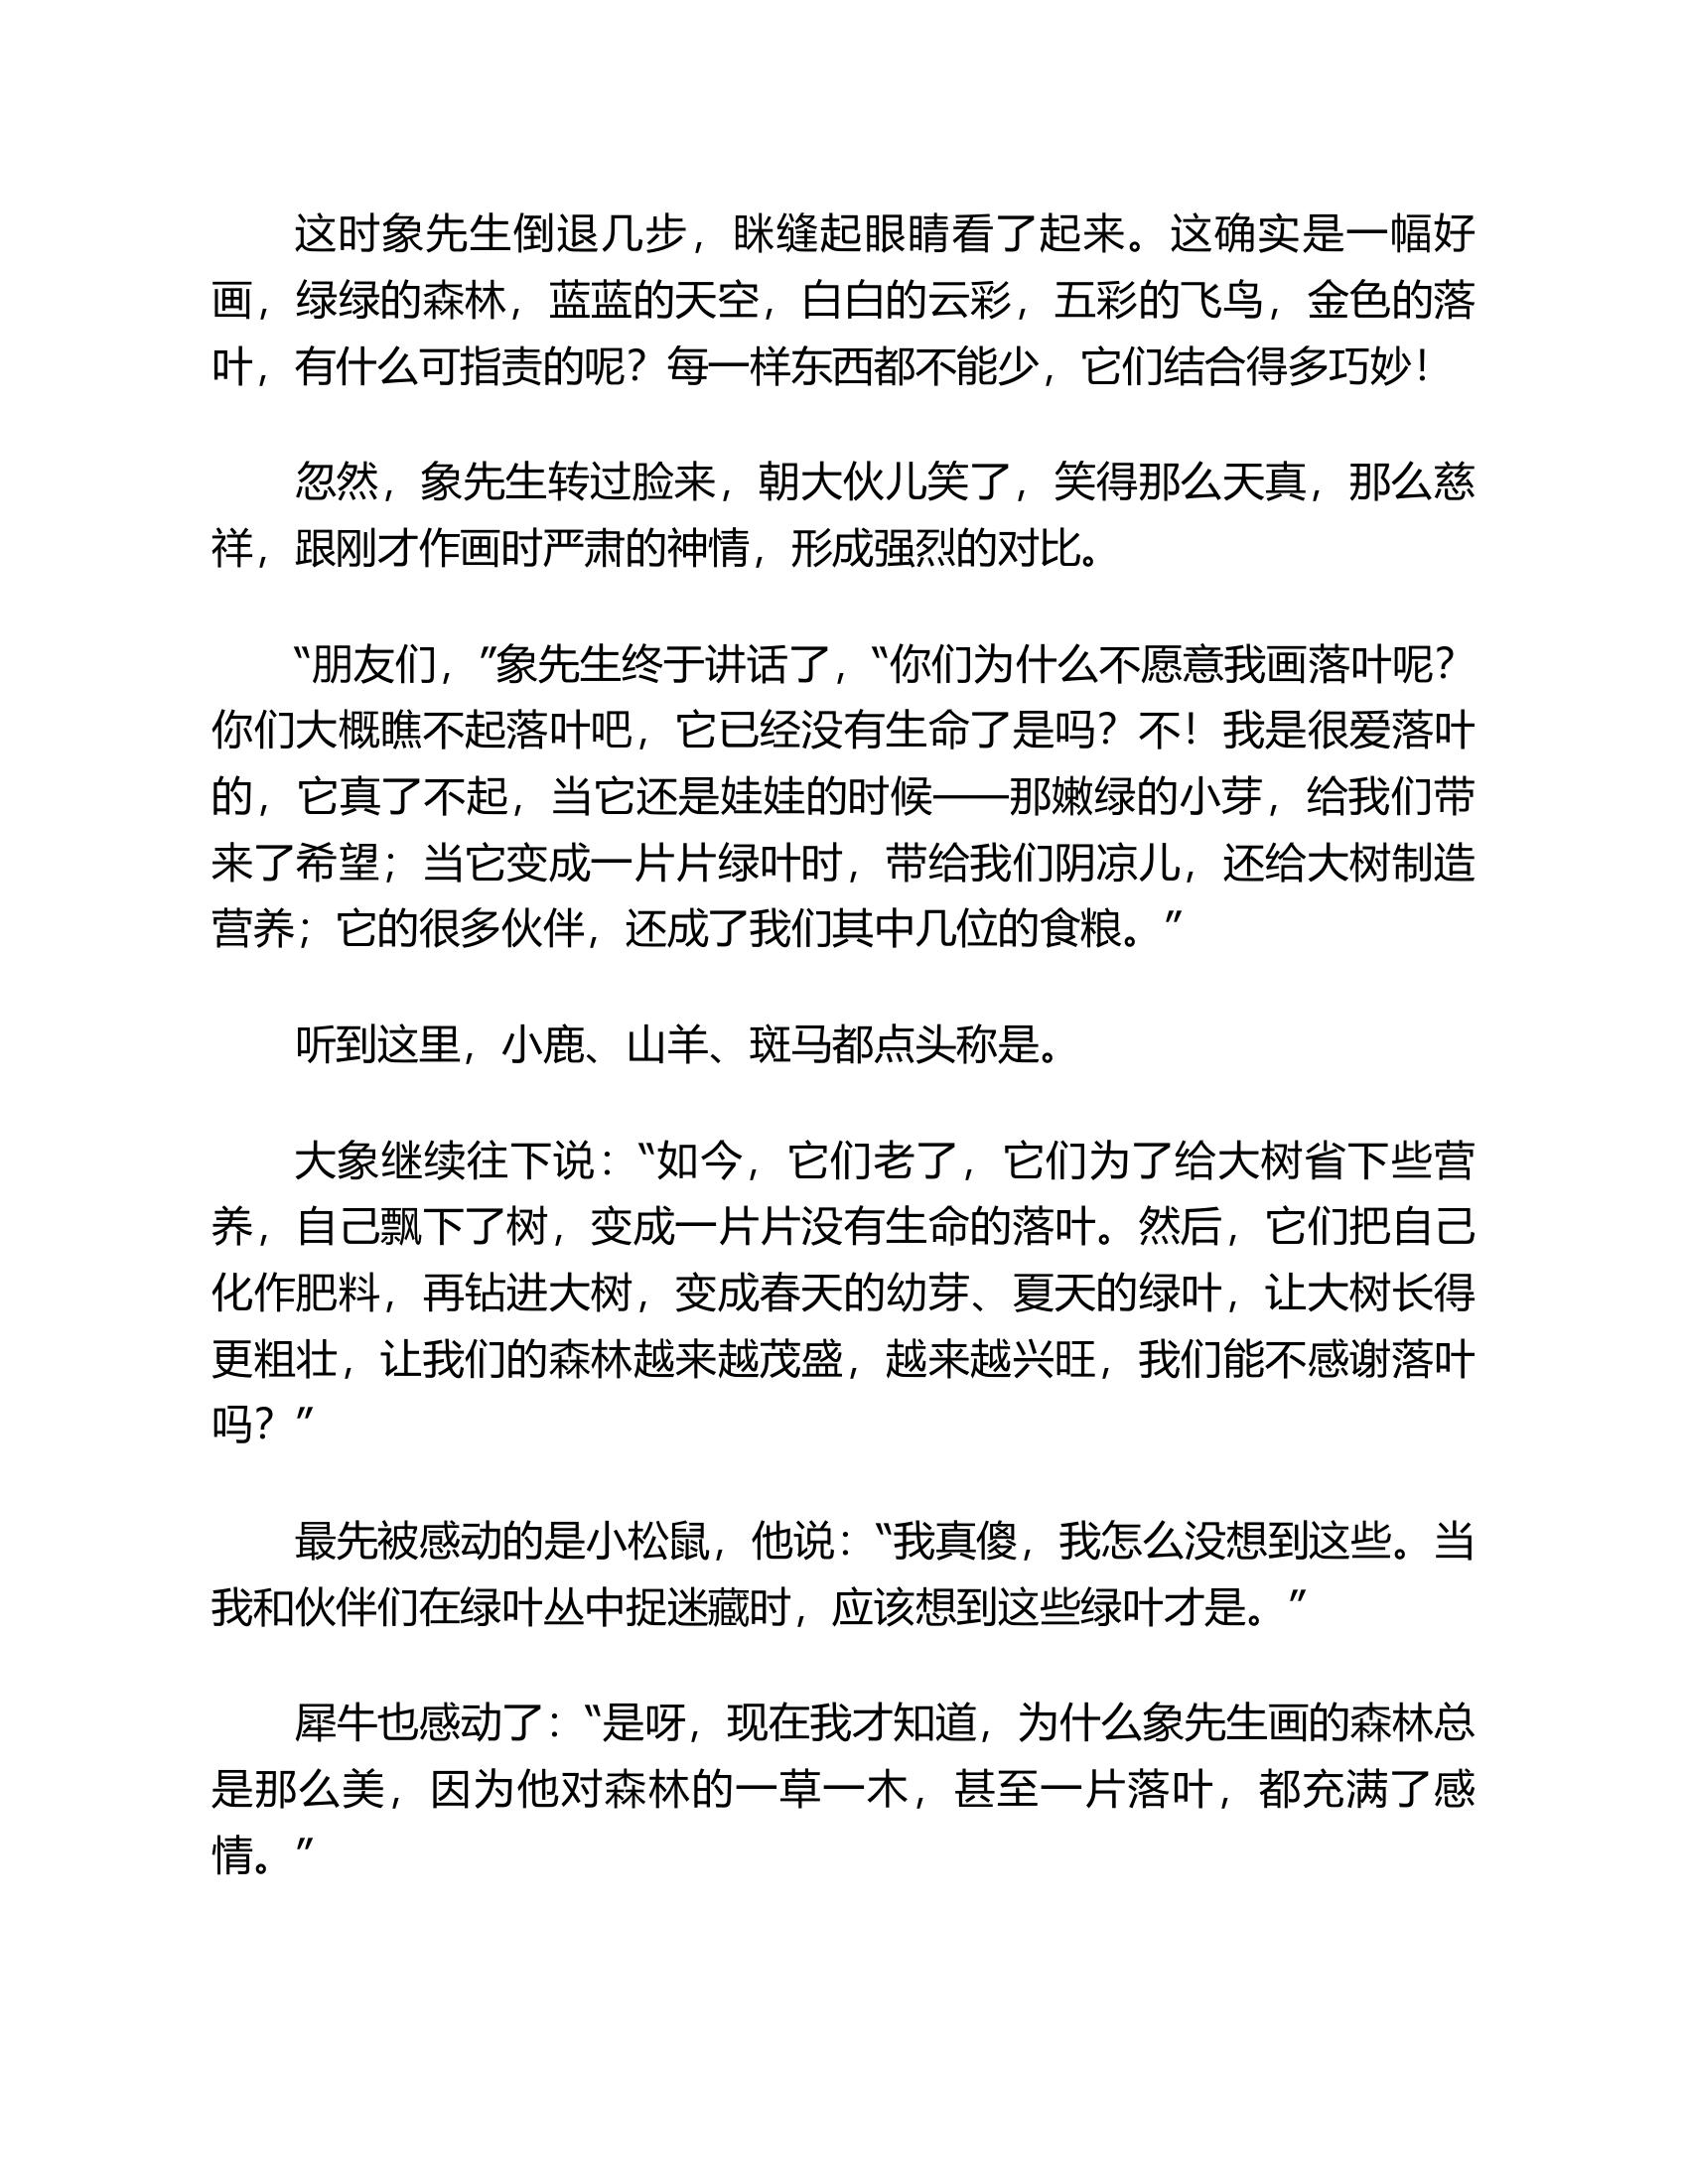 这时象先生倒退几步，眯缝起眼睛看了起来。这确实是一幅好
画，绿绿的森林，蓝蓝的天空，白白的云彩，五彩的飞鸟，金色的落
叶，有什么可指责的呢？每一样东西都不能少，它们结合得多巧妙！
忽然，象先生转过脸来，朝大伙儿笑了，笑得那么天真，那么慈
祥，跟刚才作画时严肃的神情，形成强烈的对比。
“朋友们，”象先生终于讲话了，“你们为什么不愿意我画落叶呢？
你们大概瞧不起落叶吧，它已经没有生命了是吗？不！我是很爱落叶
的，它真了不起，当它还是娃娃的时候——那嫩绿的小芽，给我们带
来了希望；当它变成一片片绿叶时，带给我们阴凉儿，还给大树制造
营养；它的很多伙伴，还成了我们其中几位的食粮。”
听到这里，小鹿、山羊、斑马都点头称是。
大象继续往下说：“如今，它们老了，它们为了给大树省下些营
养，自己飘下了树，变成一片片没有生命的落叶。然后，它们把自己
化作肥料，再钻进大树，变成春天的幼芽、夏天的绿叶，让大树长得
更粗壮，让我们的森林越来越茂盛，越来越兴旺，我们能不感谢落叶
吗？”
最先被感动的是小松鼠，他说：“我真傻，我怎么没想到这些。当
我和伙伴们在绿叶丛中捉迷藏时，应该想到这些绿叶才是。”
犀牛也感动了：“是呀，现在我才知道，为什么象先生画的森林总
是那么美，因为他对森林的一草一木，甚至一片落叶，都充满了感
情。”